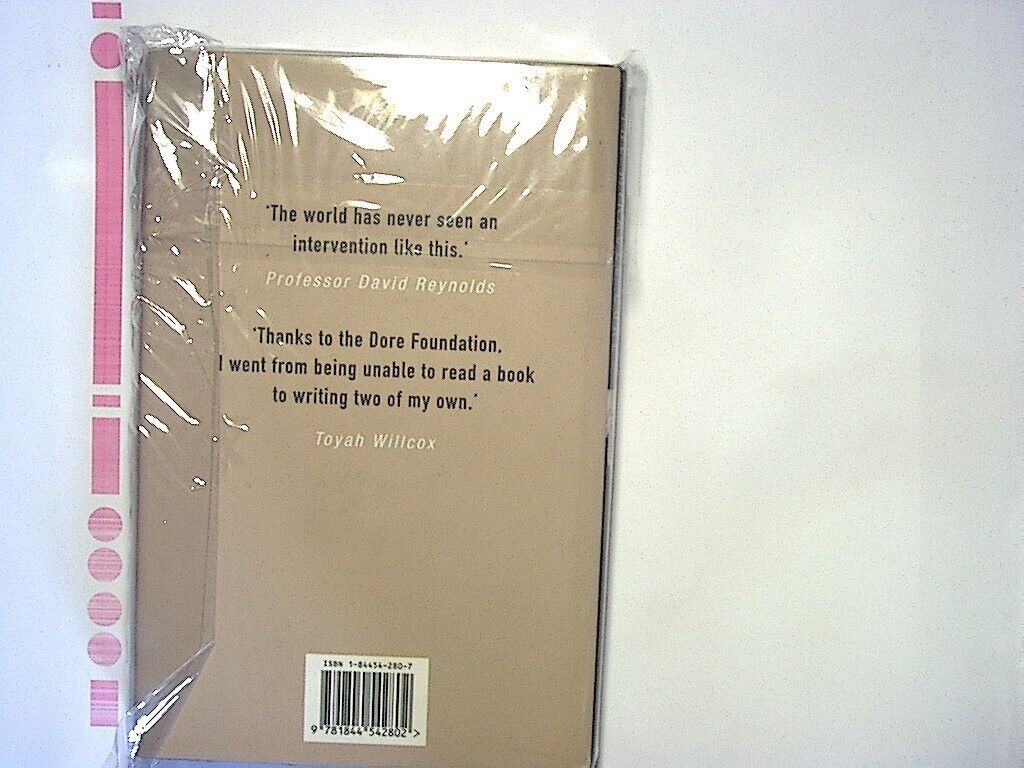 'The world has never seen an
intervention like this.'
Professor David Reynolds
'Thanks to the Dore Foundation,
I went from being unable to read a book
to writing two of my own.'
Toyah Willcox
ISBN 1-84454-280-7
9 781844 542802 >